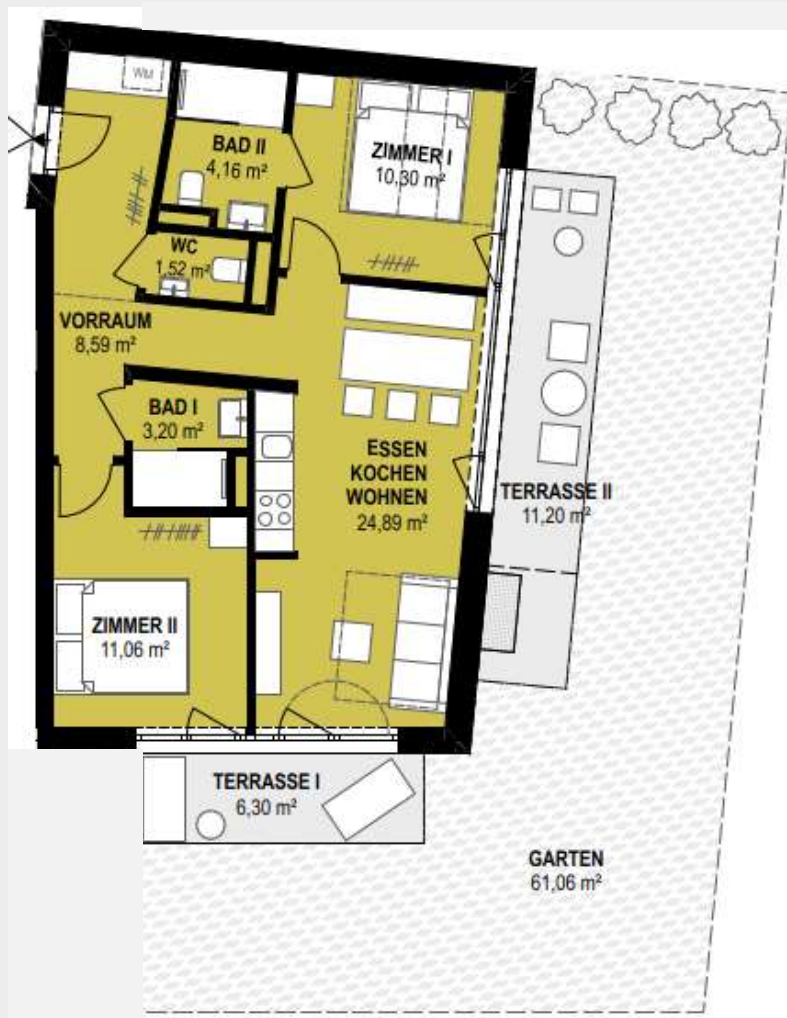 WM
BAD II
4,16 m²
ZIMMER I
10,30 m²
WC
1,52 m²
VORRAUM
8,59 m²
BAD I
3,20 m²
ESSEN
KOCHEN
WOHNEN
24,89 m²
TERRASSE II
11,20 m²
ZIMMER II
11,06 m²
TERRASSE I
6,30 m²
GARTEN
61,06 m²